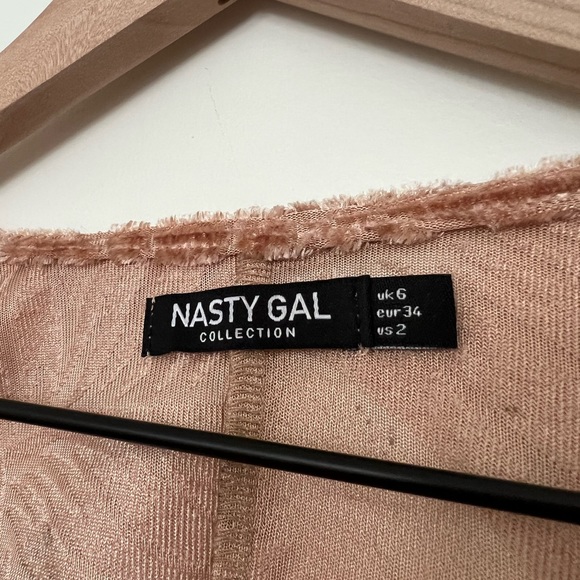 NASTY GAL
COLLECTION
uk6
eur34
us2